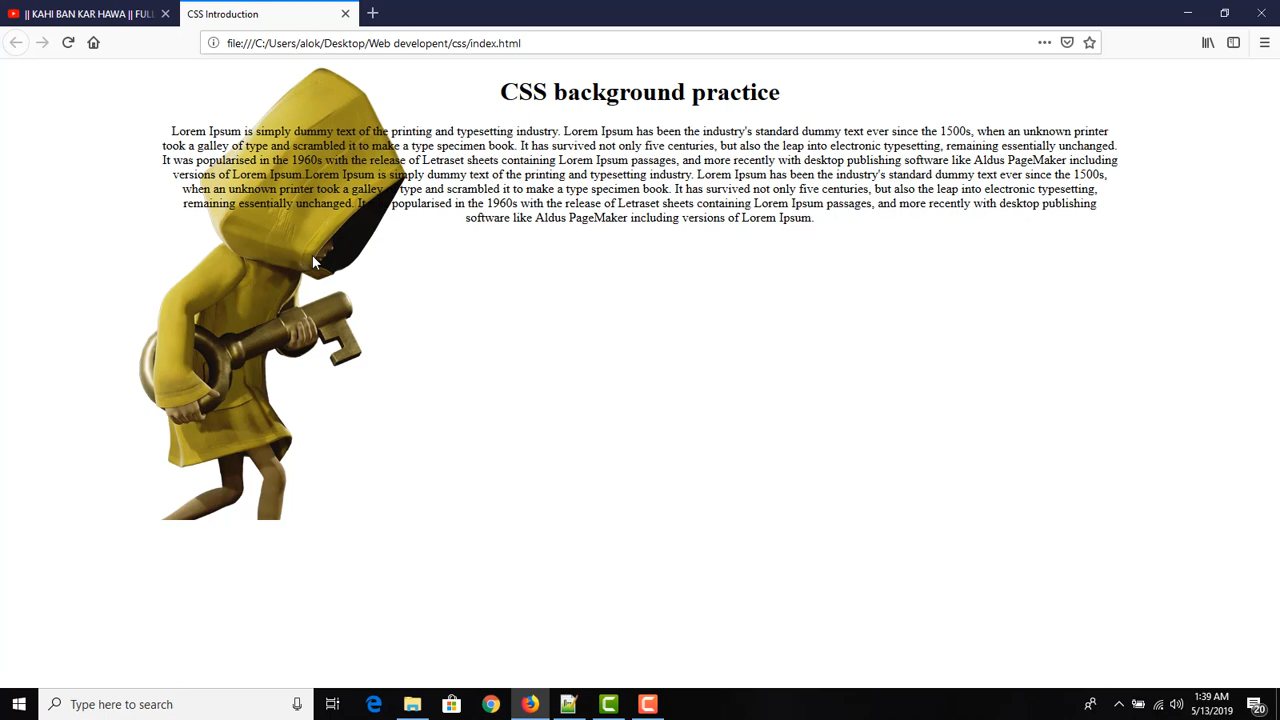 || KAHI BAN KAR HAWA || FULL
CSS Introduction
file:///C:/Users/alok/Desktop/Web developent/css/index.html
CSS background practice
Lorem Ipsum is simply dummy text of the printing and typesetting industry. Lorem Ipsum has been the industry's standard dummy text ever since the 1500s, when an unknown printer
took a galley of type and scrambled it to make a type specimen book. It has survived not only five centuries, but also the leap into electronic typesetting, remaining essentially unchanged.
It was popularised in the 1960s with the release of Letraset sheets containing Lorem Ipsum passages, and more recently with desktop publishing software like Aldus PageMaker including
versions of Lorem Ipsum.Lorem Ipsum is simply dummy text of the printing and typesetting industry. Lorem Ipsum has been the industry's standard dummy text ever since the 1500s,
when an unknown printer took a galley of type and scrambled it to make a type specimen book. It has survived not only five centuries, but also the leap into electronic typesetting,
remaining essentially unchanged. It was popularised in the 1960s with the release of Letraset sheets containing Lorem Ipsum passages, and more recently with desktop publishing
software like Aldus PageMaker including versions of Lorem Ipsum.
Type here to search
1:39 AM
5/13/2019
20